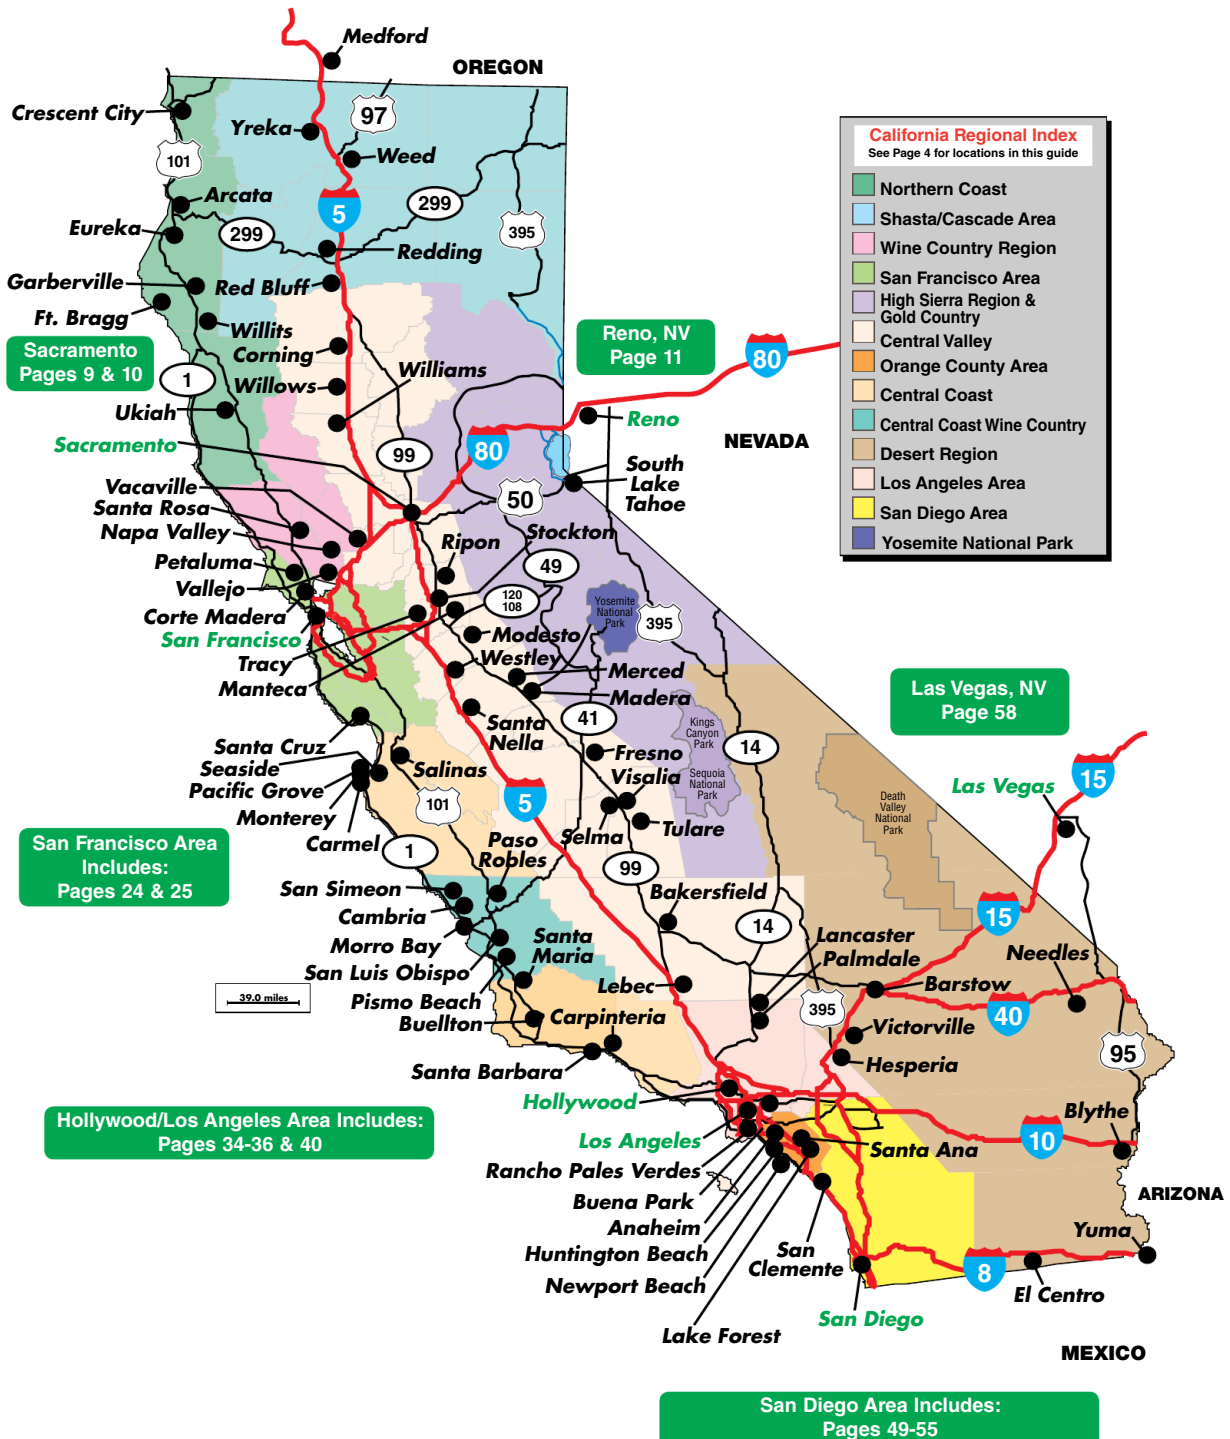 Medford
OREGON
97
Crescent City
Yreka
101
Weed
California Regional Index
See Page 4 for locations in this guide
Northern Coast
Shasta/Cascade Area
Wine Country Region
San Francisco Area
High Sierra Region &
Gold Country
Central Valley
Orange County Area
Central Coast
Central Coast Wine Country
Desert Region
Los Angeles Area
San Diego Area
Yosemite National Park
Arcata
5
299
Eureka
299
395
Redding
Garberville
Red Bluff
Ft. Bragg
Willits
Corning
Reno, NV
Page 11
80
Sacramento
Pages 9 & 10
1
Willows
Williams
Ukiah
Reno
Sacramento
99
80
NEVADA
South
Lake
Tahoe
Vacaville
Santa Rosa
Napa Valley
50
Stockton
Ripon
49
Petaluma
Vallejo
120
108
Yosemite
National
Park
395
Corte Madera
San Francisco
Modesto
Tracy
Westley
Merced
Manteca
Madera
Las Vegas, NV
Page 58
41
Kings
Canyon
Park
14
Santa
Nella
Santa Cruz
Seaside
Salinas
Fresno
Visalia
Sequoia
National
Park
15
Las Vegas
Pacific Grove
101
5
Death
Valley
National
Park
Monterey
Carmel
1
Selma
Tulare
San Francisco Area
Includes:
Pages 24 & 25
Paso
Robles
99
San Simeon
Bakersfield
15
Cambria
14
Lancaster
Morro Bay
Santa
Maria
Palmdale
Needles
San Luis Obispo
Lebec
Barstow
39.0 miles
Pismo Beach
395
40
Buellton
Carpinteria
Victorville
95
Santa Barbara
Hesperia
Hollywood
Blythe
Hollywood/Los Angeles Area Includes:
Pages 34-36 & 40
Los Angeles
10
Santa Ana
Rancho Pales Verdes
Buena Park
ARIZONA
Anaheim
Yuma
Huntington Beach
San
Clemente
8
Newport Beach
El Centro
San Diego
Lake Forest
MEXICO
San Diego Area Includes:
Pages 49-55